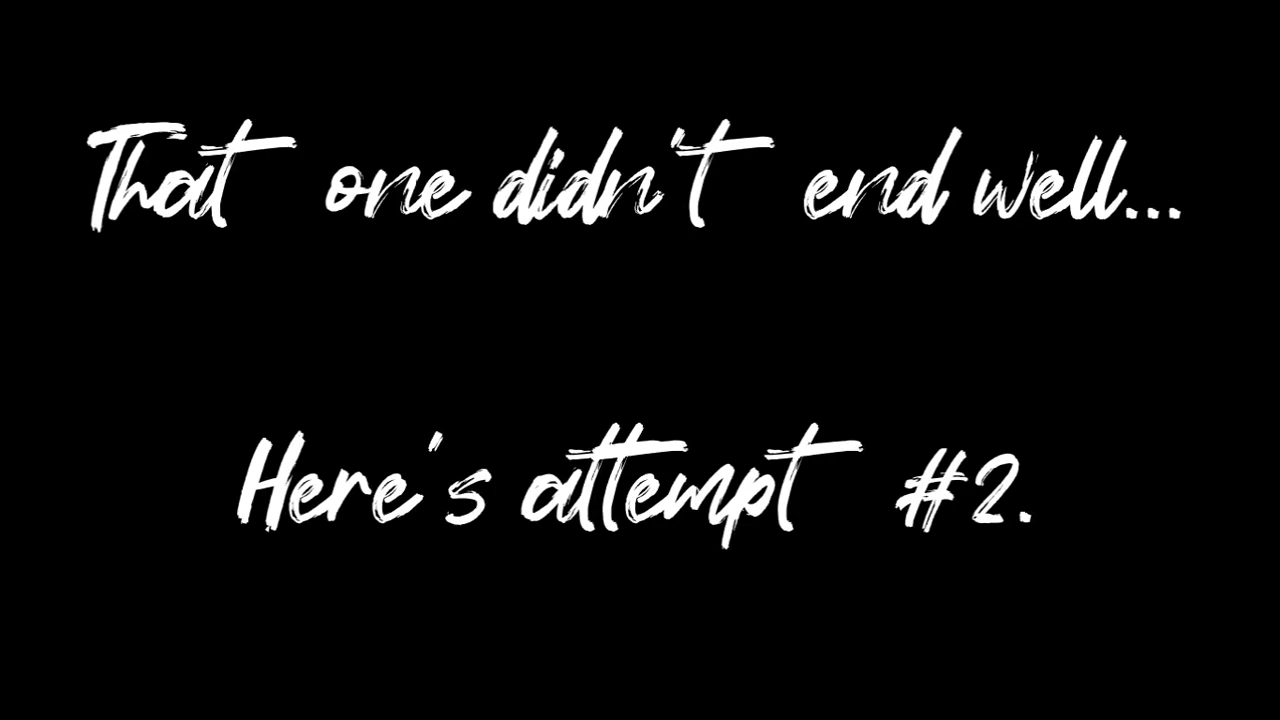 That one didn't end well...
Here's attempt #2.